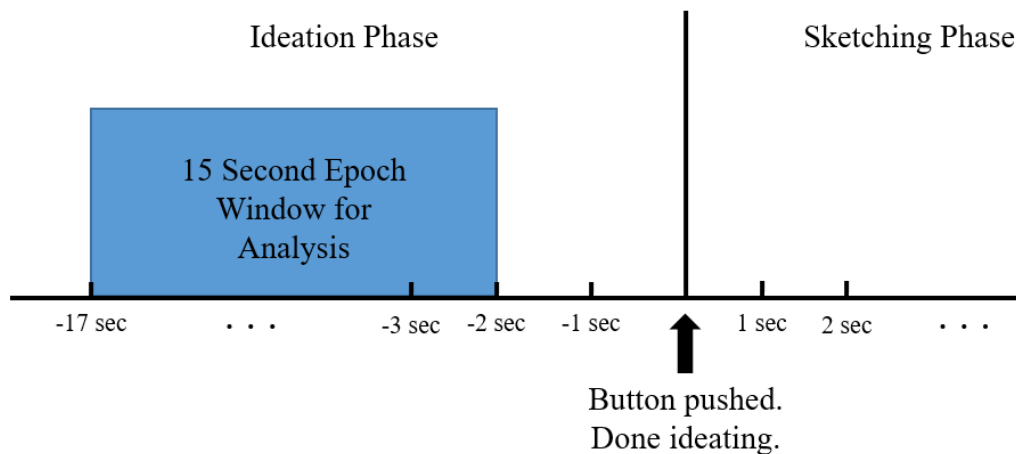 Ideation Phase
Sketching Phase
15 Second Epoch
Window for
Analysis
-17 sec . . . -3 sec -2 sec -1 sec 1 sec 2 sec . . .
Button pushed.
Done ideating.